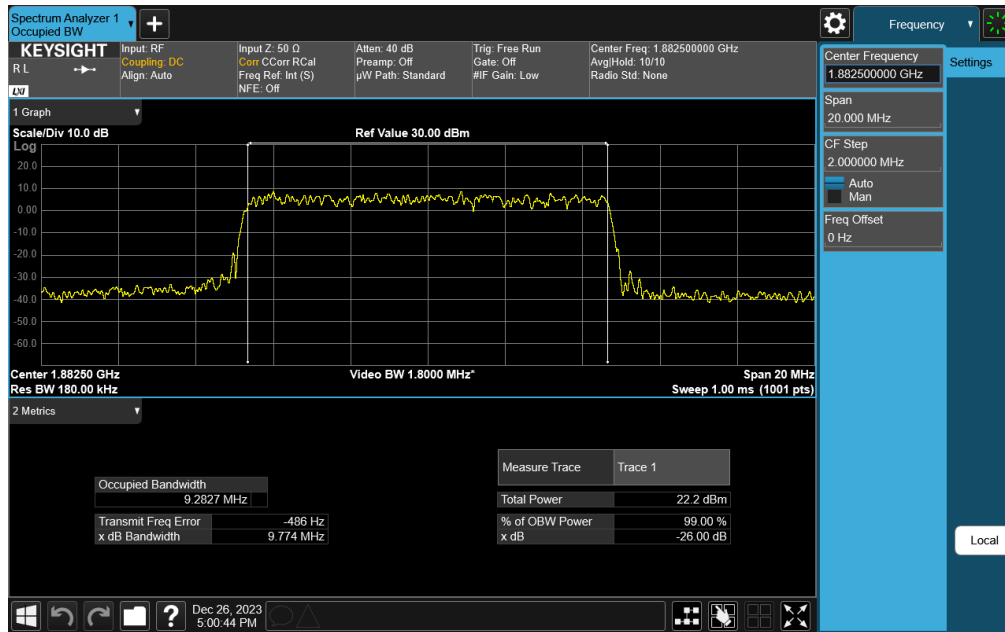 Spectrum Analyzer 1
Occupied BW
Frequency
KEYSIGHT
R L
LXI
Input: RF
Coupling: DC
Align: Auto
Input Z: 50 Ω
Corr CCorr RCal
Freq Ref: Int (S)
NFE: Off
Atten: 40 dB
Preamp: Off
µW Path: Standard
Trig: Free Run
Gate: Off
#IF Gain: Low
Center Freq: 1.882500000 GHz
Avg|Hold: 10/10
Radio Std: None
Center Frequency
1.882500000 GHz
Settings
Span
20.000 MHz
CF Step
2.000000 MHz
Auto
Man
Freq Offset
0 Hz
Local
1 Graph
Scale/Div 10.0 dB
Ref Value 30.00 dBm
Log
20.0
10.0
0.00
-10.0
-20.0
-30.0
-40.0
-50.0
-60.0
Center 1.88250 GHz
Video BW 1.8000 MHz*
Span 20 MHz
Res BW 180.00 kHz
Sweep 1.00 ms (1001 pts)
2 Metrics
Occupied Bandwidth
9.2827 MHz
Transmit Freq Error -486 Hz
x dB Bandwidth 9.774 MHz
Measure Trace Trace 1
Total Power 22.2 dBm
% of OBW Power 99.00 %
x dB -26.00 dB
?
Dec 26, 2023
5:00:44 PM